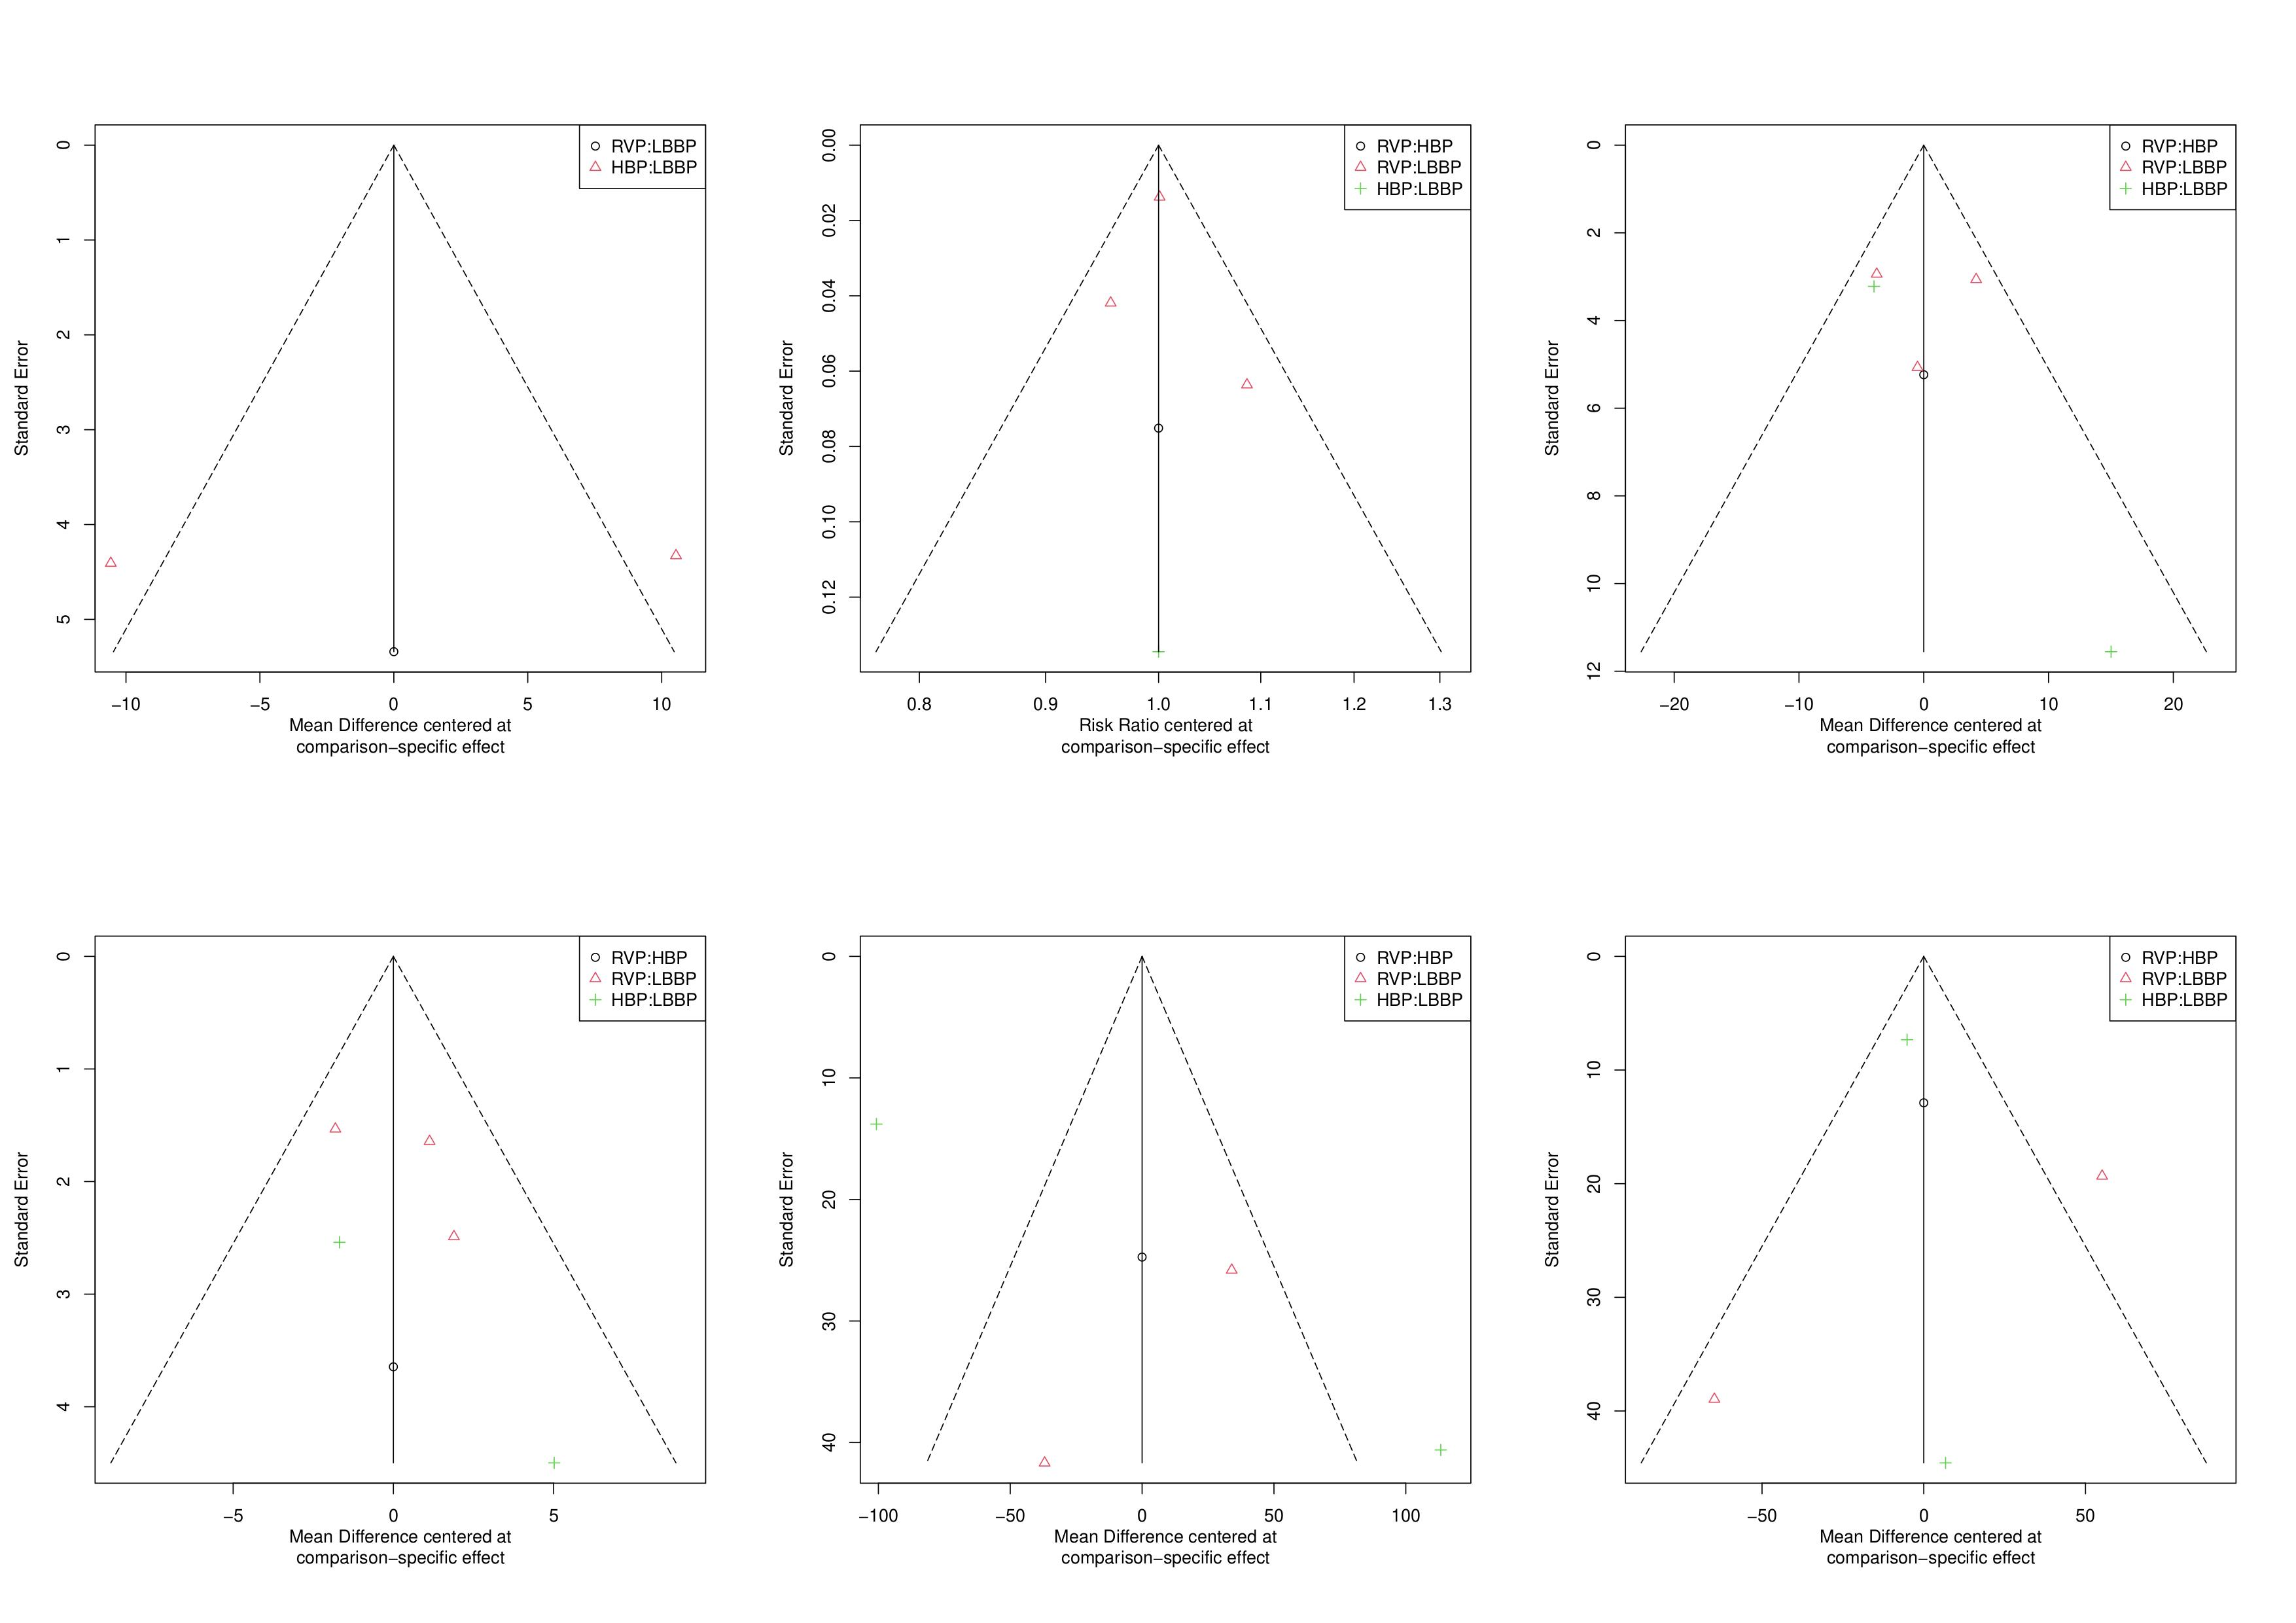 RVP:LBBP
HBP:LBBP
0
1
2
3
4
5
Standard Error
−10
−5
0
5
10
Mean Difference centered at
comparison−specific effect
RVP:HBP
RVP:LBBP
HBP:LBBP
0.00
0.02
0.04
0.06
0.08
0.10
0.12
Standard Error
0.8
0.9
1.0
1.1
1.2
1.3
Risk Ratio centered at
comparison−specific effect
RVP:HBP
RVP:LBBP
HBP:LBBP
0
2
4
6
8
10
12
Standard Error
−20
−10
0
10
20
Mean Difference centered at
comparison−specific effect
RVP:HBP
RVP:LBBP
HBP:LBBP
0
1
2
3
4
Standard Error
−5
0
5
Mean Difference centered at
comparison−specific effect
RVP:HBP
RVP:LBBP
HBP:LBBP
0
10
20
30
40
Standard Error
−100
−50
0
50
100
Mean Difference centered at
comparison−specific effect
RVP:HBP
RVP:LBBP
HBP:LBBP
0
10
20
30
40
Standard Error
−50
0
50
Mean Difference centered at
comparison−specific effect